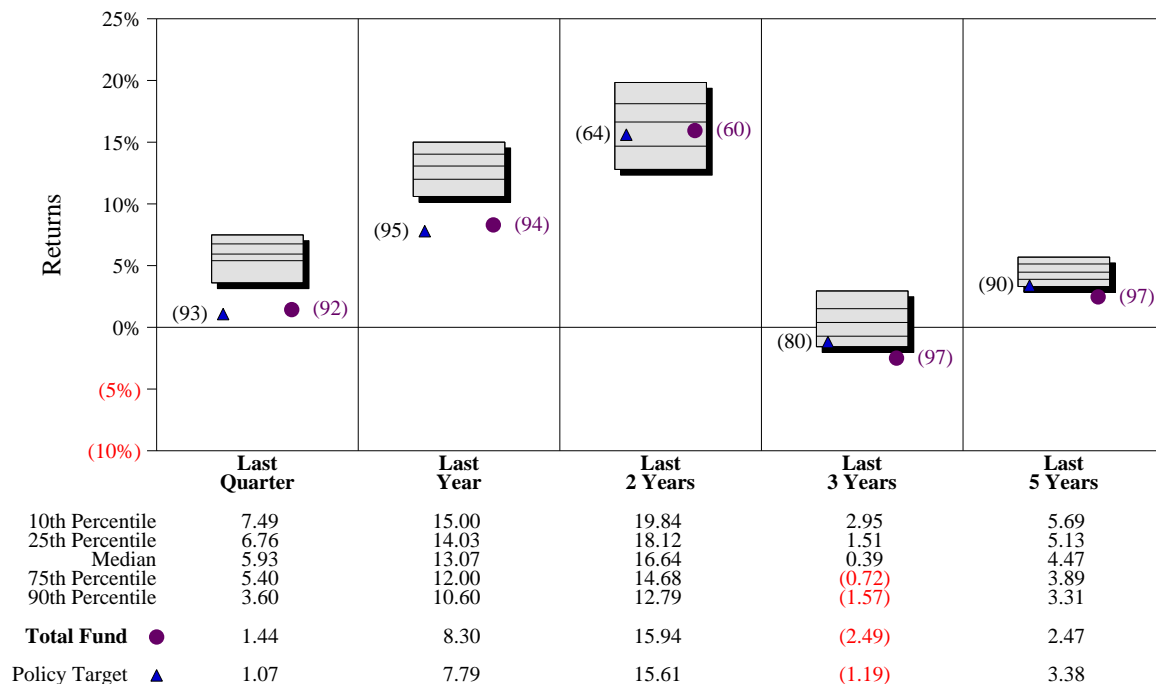 25%
20%
15%
10%
5%
0%
(5%)
(10%)
Returns
(93) (92)
(95) (94)
(64) (60)
(80) (97)
(90) (97)
Last Quarter Last Year Last 2 Years Last 3 Years Last 5 Years
10th Percentile 7.49 15.00 19.84 2.95 5.69
25th Percentile 6.76 14.03 18.12 1.51 5.13
Median 5.93 13.07 16.64 0.39 4.47
75th Percentile 5.40 12.00 14.68 (0.72) 3.89
90th Percentile 3.60 10.60 12.79 (1.57) 3.31
Total Fund 1.44 8.30 15.94 (2.49) 2.47
Policy Target 1.07 7.79 15.61 (1.19) 3.38